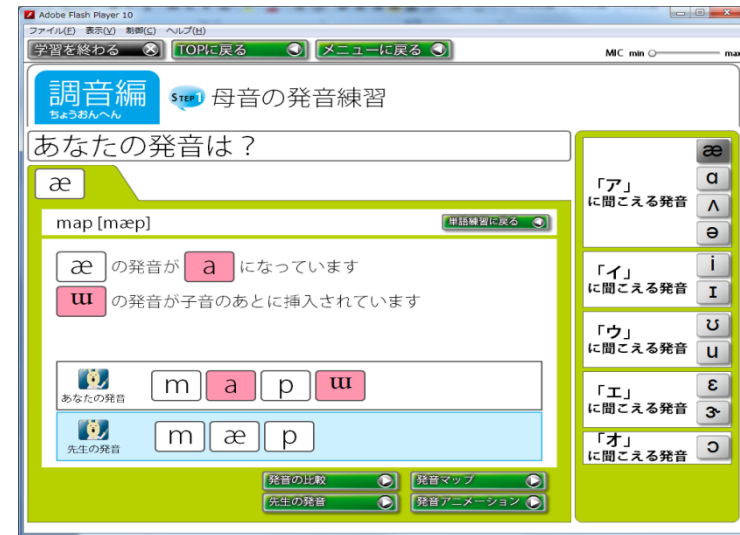 Adobe Flash Player 10
ファイル(F) 表示(V) 制御(C) ヘルプ(H)
学習を終わる TOPに戻る メニューに戻る MIC min max
調音編
ちょうおんへん
STEP1 母音の発音練習
あなたの発音は？
æ
map [mæp] 単語練習に戻る
æ の発音が a になっています
ɯ の発音が子音のあとに挿入されています
あなたの発音 m a p ɯ
先生の発音 m æ p
発音の比較 発音マップ
先生の発音 発音アニメーション
「ア」
に聞こえる発音
æ
ɑ
ʌ
ə
「イ」
に聞こえる発音
i
ɪ
「ウ」
に聞こえる発音
ʊ
u
「エ」
に聞こえる発音
ɛ
ɝ
「オ」
に聞こえる発音
ɔ